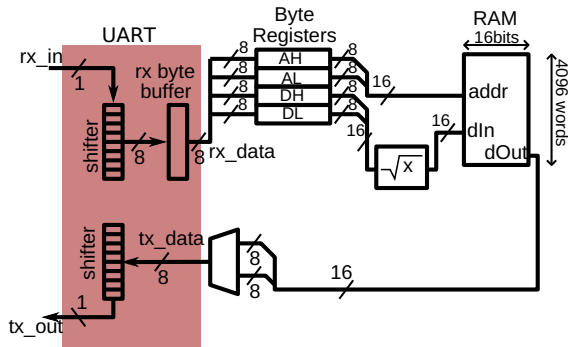 UART
Byte
Registers
RAM
16bits
rx_in
1
rx byte
buffer
8
AH
8
8
AL
8
8
DH
8
8
DL
8
16
addr
4096 words
16
16
dIn
dOut
shifter
8
8
rx_data
√x
shifter
tx_data
8
8
8
16
1
tx_out